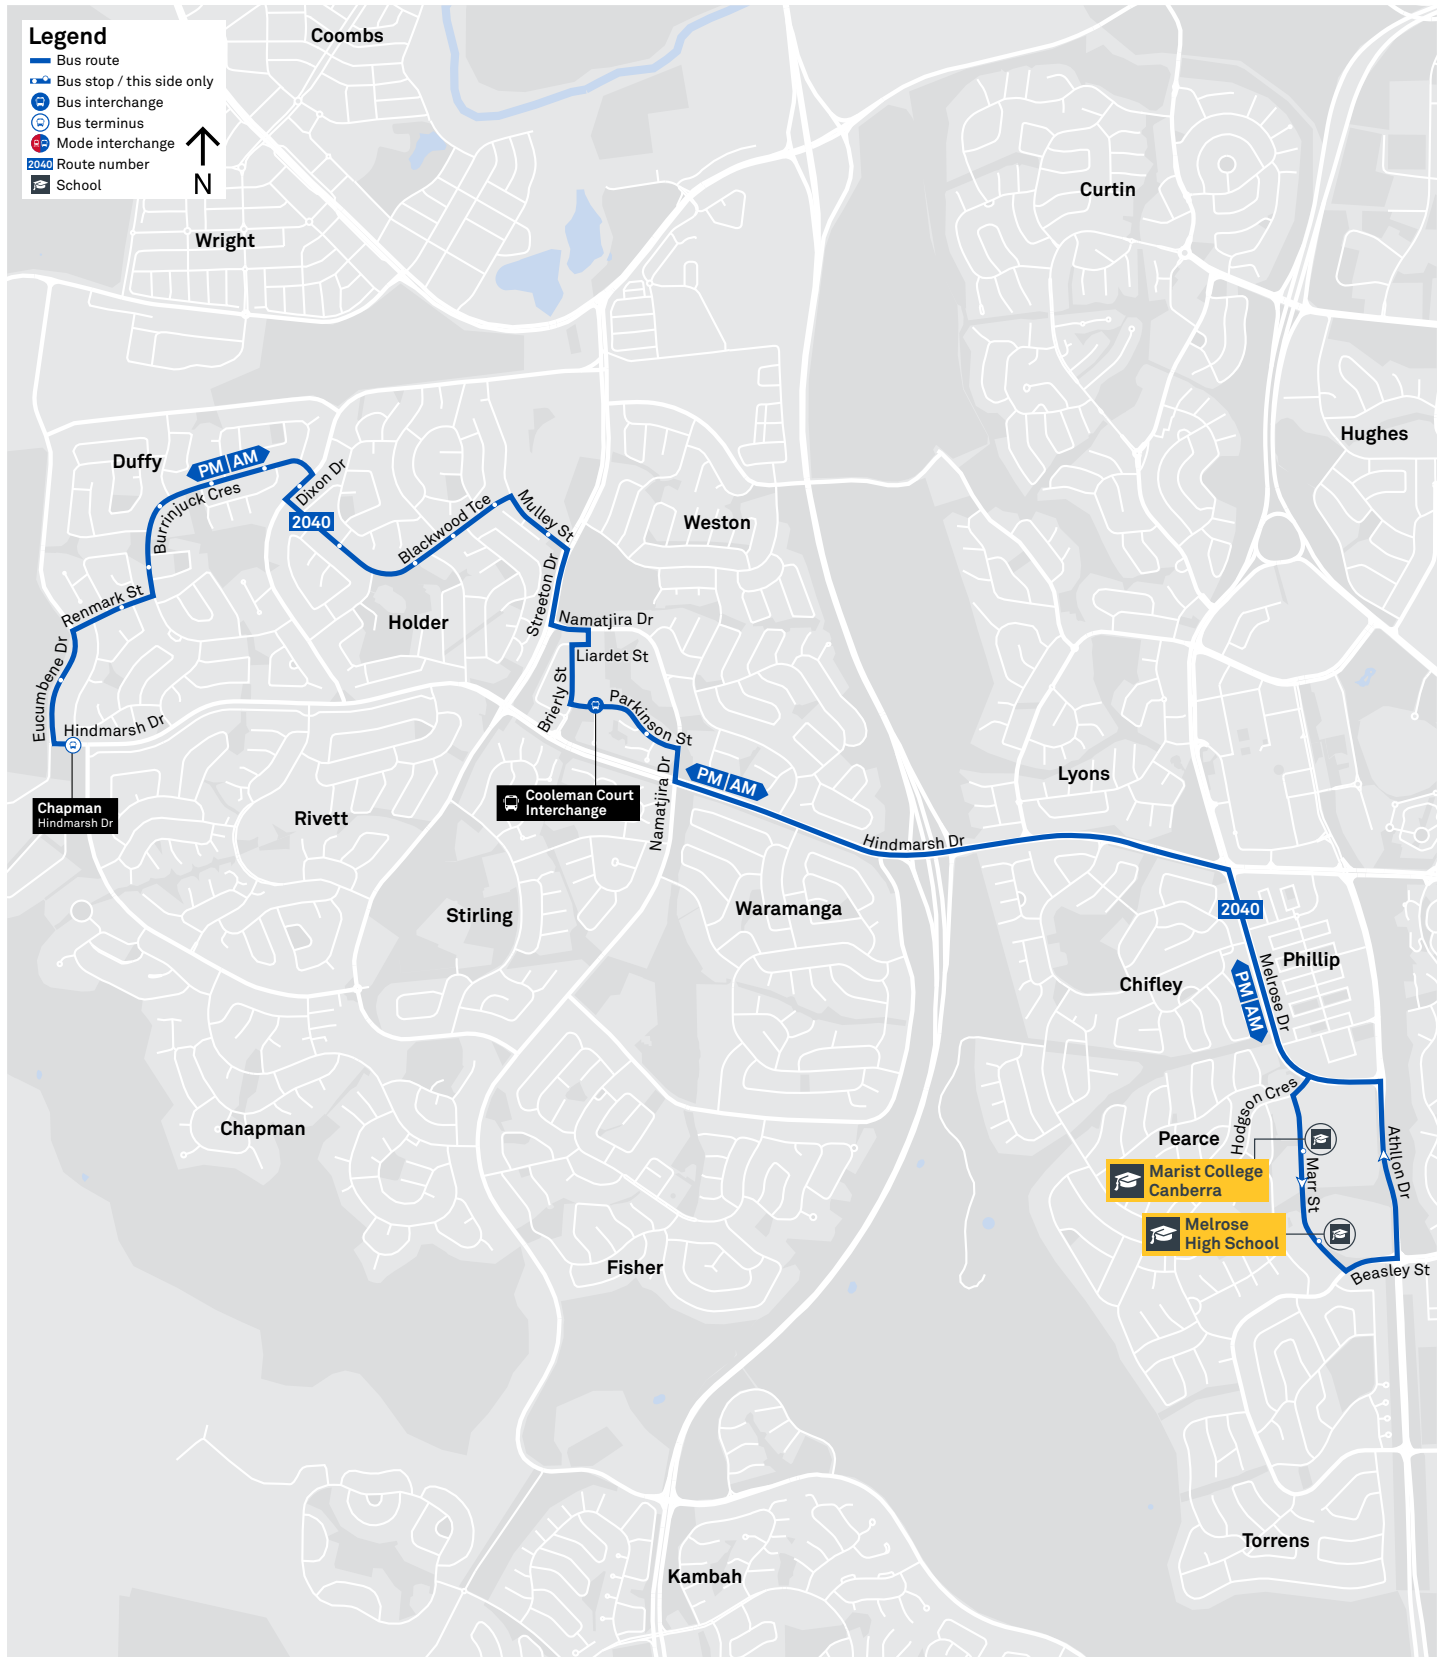 Legend
Bus route
Bus stop / this side only
Bus interchange
Bus terminus
Mode interchange
2040 Route number
School
N
Coombs
Wright
Curtin
Hughes
Duffy
PM AM
Burrinjuck Cres
Dixon Dr
2040
Blackwood Tce
Mulley St
Weston
Renmark St
Holder
Streeton Dr
Namatjira Dr
Liardet St
Eucumbene Dr
Hindmarsh Dr
Brierly St
Parkinson St
Chapman
Hindmarsh Dr
Cooleman Court
Interchange
Namatjira Dr
PM AM
Lyons
Rivett
Hindmarsh Dr
Stirling
Waramanga
2040
Chifley
Phillip
PM AM
Melrose Dr
Chapman
Hodgson Cres
Pearce
Marist College
Canberra
Marr St
Athllon Dr
Melrose
High School
Beasley St
Fisher
Torrens
Kambah